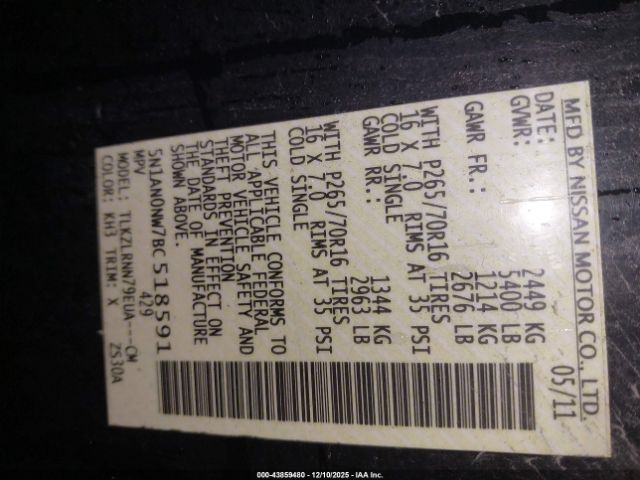 MFD BY NISSAN MOTOR CO., LTD.
DATE: 05/11
GVWR: 2449 KG
5400 LB
GAWR FR.: 1214 KG
2676 LB
WITH P265/70R16 TIRES
16 X 7.0 RIMS AT 35 PSI
COLD SINGLE
GAWR RR.: 1344 KG
2963 LB
WITH P265/70R16 TIRES
16 X 7.0 RIMS AT 35 PSI
COLD SINGLE
THIS VEHICLE CONFORMS TO
ALL APPLICABLE FEDERAL
MOTOR VEHICLE SAFETY AND
THEFT PREVENTION
STANDARDS IN EFFECT ON
THE DATE OF MANUFACTURE
SHOWN ABOVE.
5N1AN0NW7BC518591
MPV 429
MODEL: TLKZLRNN79EUA---CW
COLOR: KH3 TRIM: X ZS30A
000-43859480 - 12/10/2025 - IAA Inc.